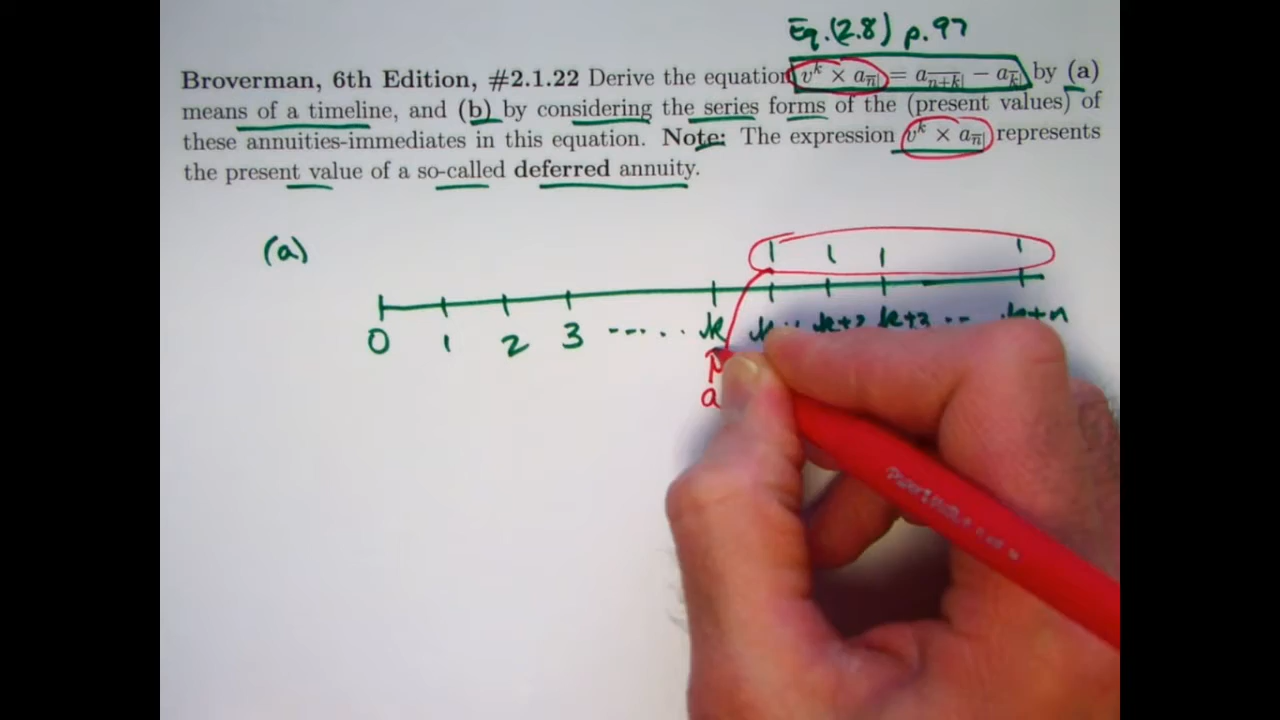 Eq. (2.8) p. 97
Broverman, 6th Edition, #2.1.22 Derive the equation v^k × a_n̅| = a_n+k̅| − a_k̅| by (a)
means of a timeline, and (b) by considering the series forms of the (present values) of
these annuities-immediates in this equation. Note: The expression v^k × a_n̅| represents
the present value of a so-called deferred annuity.
(a)
1 1 1 1
0 1 2 3 ...... k k+2 k+3 ... k+n
a